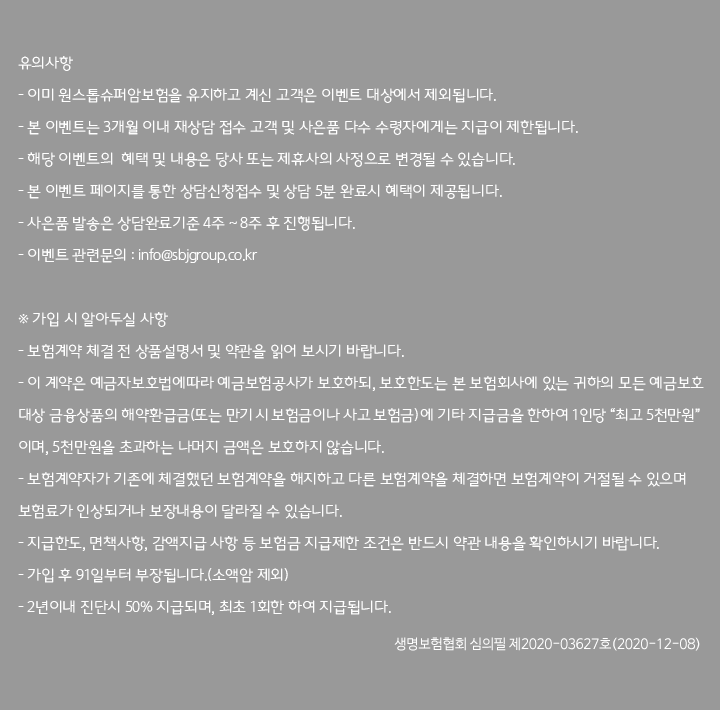 유의사항
- 이미 원스톱슈퍼암보험을 유지하고 계신 고객은 이벤트 대상에서 제외됩니다.
- 본 이벤트는 3개월 이내 재상담 접수 고객 및 사은품 다수 수령자에게는 지급이 제한됩니다.
- 해당 이벤트의  혜택 및 내용은 당사 또는 제휴사의 사정으로 변경될 수 있습니다.
- 본 이벤트 페이지를 통한 상담신청접수 및 상담 5분 완료시 혜택이 제공됩니다.
- 사은품 발송은 상담완료기준 4주 ~ 8주 후 진행됩니다.
- 이벤트 관련문의 : info@sbjgroup.co.kr
※ 가입 시 알아두실 사항
- 보험계약 체결 전 상품설명서 및 약관을 읽어 보시기 바랍니다.
- 이 계약은 예금자보호법에따라 예금보험공사가 보호하되, 보호한도는 본 보험회사에 있는 귀하의 모든 예금보호
대상 금융상품의 해약환급금(또는 만기 시 보험금이나 사고 보험금)에 기타 지급금을 한하여 1인당 “최고 5천만원”
이며, 5천만원을 초과하는 나머지 금액은 보호하지 않습니다.
- 보험계약자가 기존에 체결했던 보험계약을 해지하고 다른 보험계약을 체결하면 보험계약이 거절될 수 있으며
보험료가 인상되거나 보장내용이 달라질 수 있습니다.
- 지급한도, 면책사항, 감액지급 사항 등 보험금 지급제한 조건은 반드시 약관 내용을 확인하시기 바랍니다.
- 가입 후 91일부터 부장됩니다.(소액암 제외)
- 2년이내 진단시 50% 지급되며, 최초 1회한 하여 지급됩니다.
생명보험협회 심의필 제2020-03627호(2020-12-08)